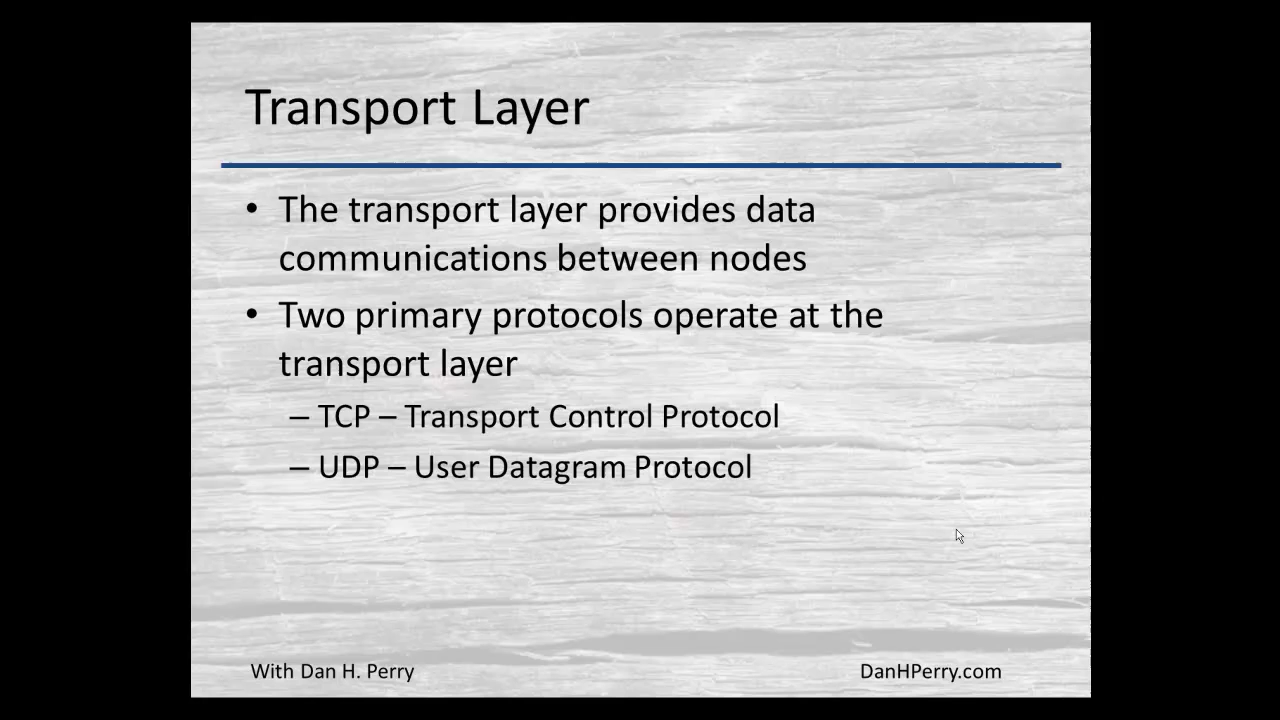 Transport Layer
• The transport layer provides data
communications between nodes
• Two primary protocols operate at the
transport layer
– TCP – Transport Control Protocol
– UDP – User Datagram Protocol
With Dan H. Perry
DanHPerry.com